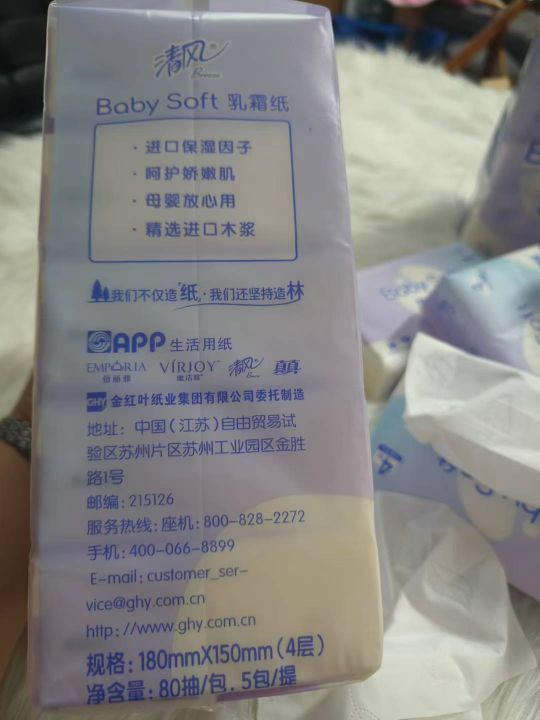 清风®
Breeze
Baby Soft 乳霜纸
· 进口保湿因子
· 呵护娇嫩肌
· 母婴放心用
· 精选进口木浆
我们不仅造纸·我们还坚持造林
APP 生活用纸
EMPORIA VIRJOY 清风® 真真
铂丽雅 唯洁雅 Breeze
GHY 金红叶纸业集团有限公司委托制造
地址：中国（江苏）自由贸易试
验区苏州片区苏州工业园区金胜
路1号
邮编：215126
服务热线：座机：800-828-2272
手机：400-066-8899
E-mail: customer_ser-
vice@ghy.com.cn
http://www.ghy.com.cn
规格：180mmX150mm（4层）
净含量：80抽/包，5包/提
Baby S